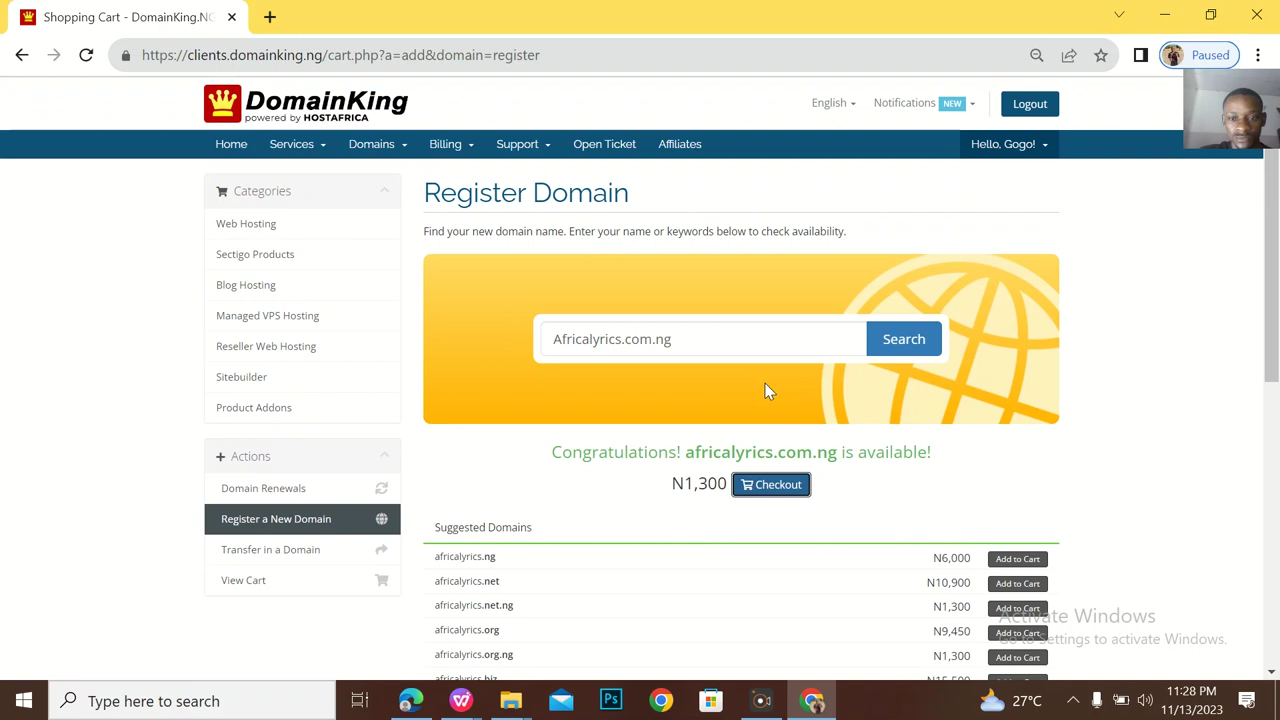 Shopping Cart - DomainKing.NG
https://clients.domainking.ng/cart.php?a=add&domain=register
Paused
DomainKing
powered by HOSTAFRICA
English
Notifications NEW
Logout
Home Services Domains Billing Support Open Ticket Affiliates Hello, Gogo!
Categories
Web Hosting
Sectigo Products
Blog Hosting
Managed VPS Hosting
Reseller Web Hosting
Sitebuilder
Product Addons
Actions
Domain Renewals
Register a New Domain
Transfer in a Domain
View Cart
Register Domain
Find your new domain name. Enter your name or keywords below to check availability.
Africalyrics.com.ng Search
Congratulations! africalyrics.com.ng is available!
N1,300 Checkout
Suggested Domains
africalyrics.ng N6,000 Add to Cart
africalyrics.net N10,900 Add to Cart
africalyrics.net.ng N1,300 Add to Cart
africalyrics.org N9,450 Add to Cart
africalyrics.org.ng N1,300 Add to Cart
Activate Windows
Go to Settings to activate Windows.
Type here to search
27°C
11:28 PM
11/13/2023